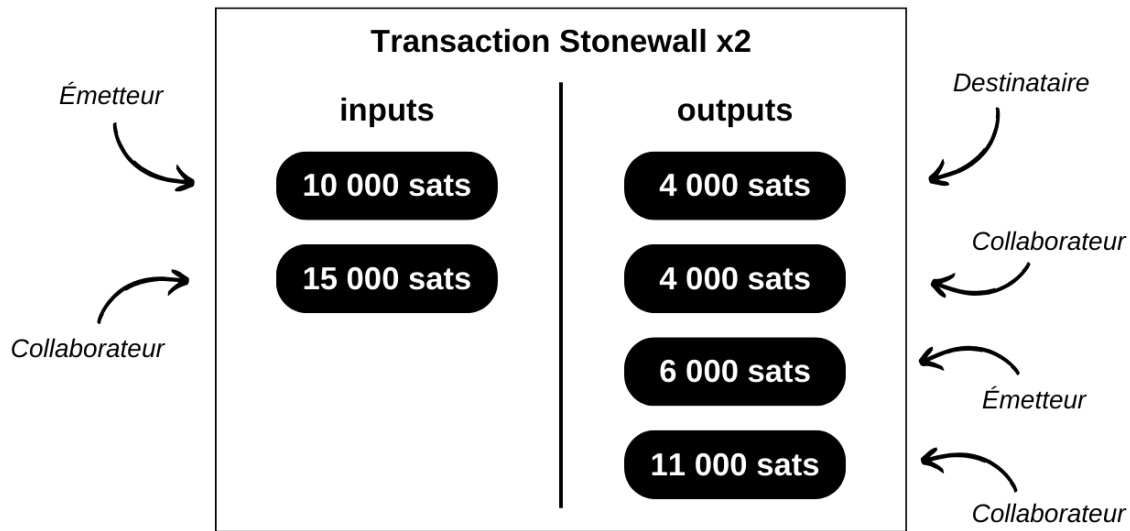 Transaction Stonewall x2
Émetteur
Destinataire
inputs
outputs
10 000 sats
4 000 sats
Collaborateur
15 000 sats
4 000 sats
Collaborateur
6 000 sats
Émetteur
11 000 sats
Collaborateur